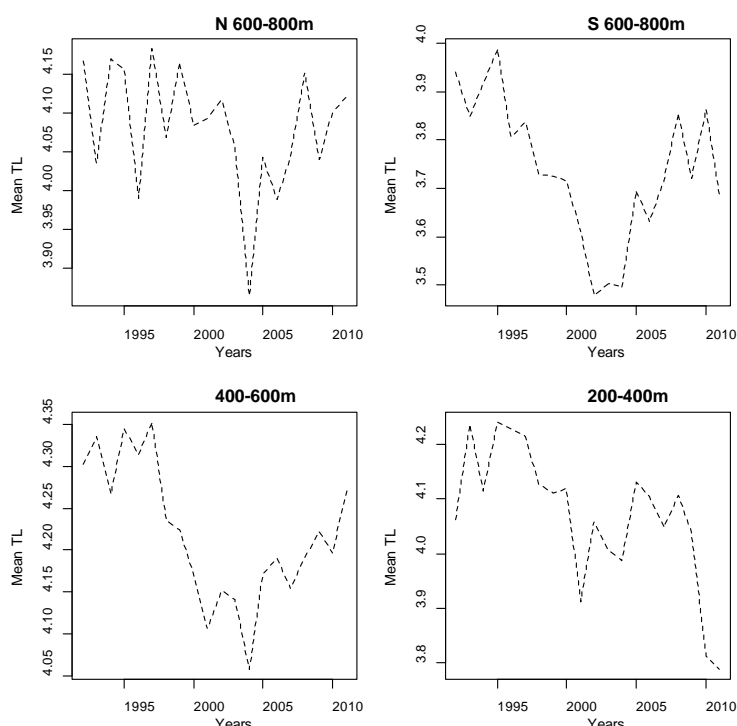 N 600-800m
Mean TL
3.90 3.95 4.00 4.05 4.10 4.15
1995 2000 2005 2010
Years
S 600-800m
Mean TL
3.5 3.6 3.7 3.8 3.9 4.0
1995 2000 2005 2010
Years
400-600m
Mean TL
4.05 4.10 4.15 4.20 4.25 4.30 4.35
1995 2000 2005 2010
Years
200-400m
Mean TL
3.8 3.9 4.0 4.1 4.2
1995 2000 2005 2010
Years